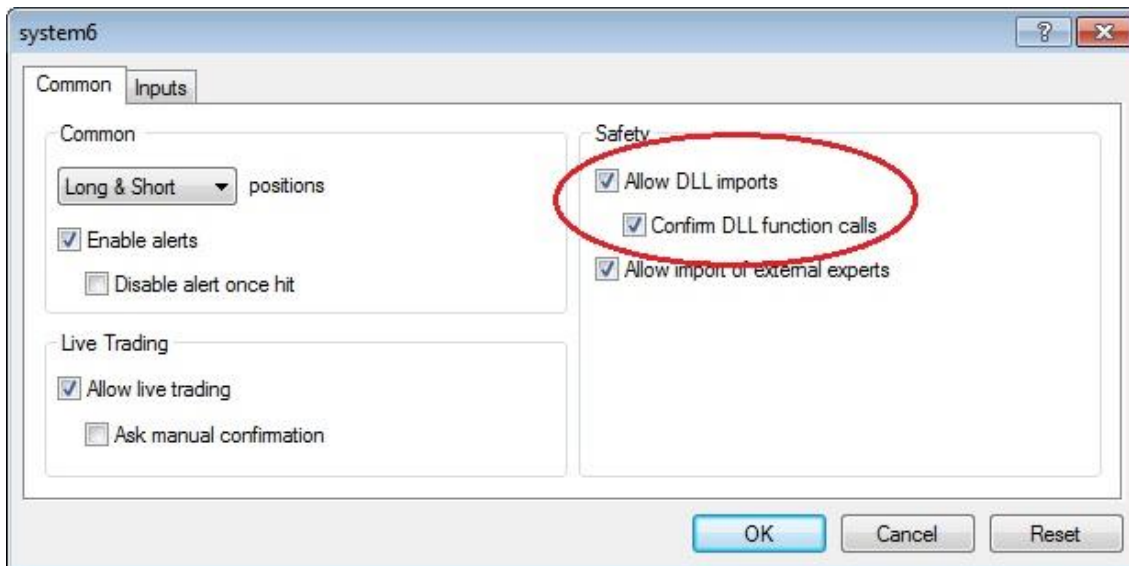 system6
Common
Inputs
Common
Long & Short
positions
Enable alerts
Disable alert once hit
Live Trading
Allow live trading
Ask manual confirmation
Safety
Allow DLL imports
Confirm DLL function calls
Allow import of external experts
OK
Cancel
Reset